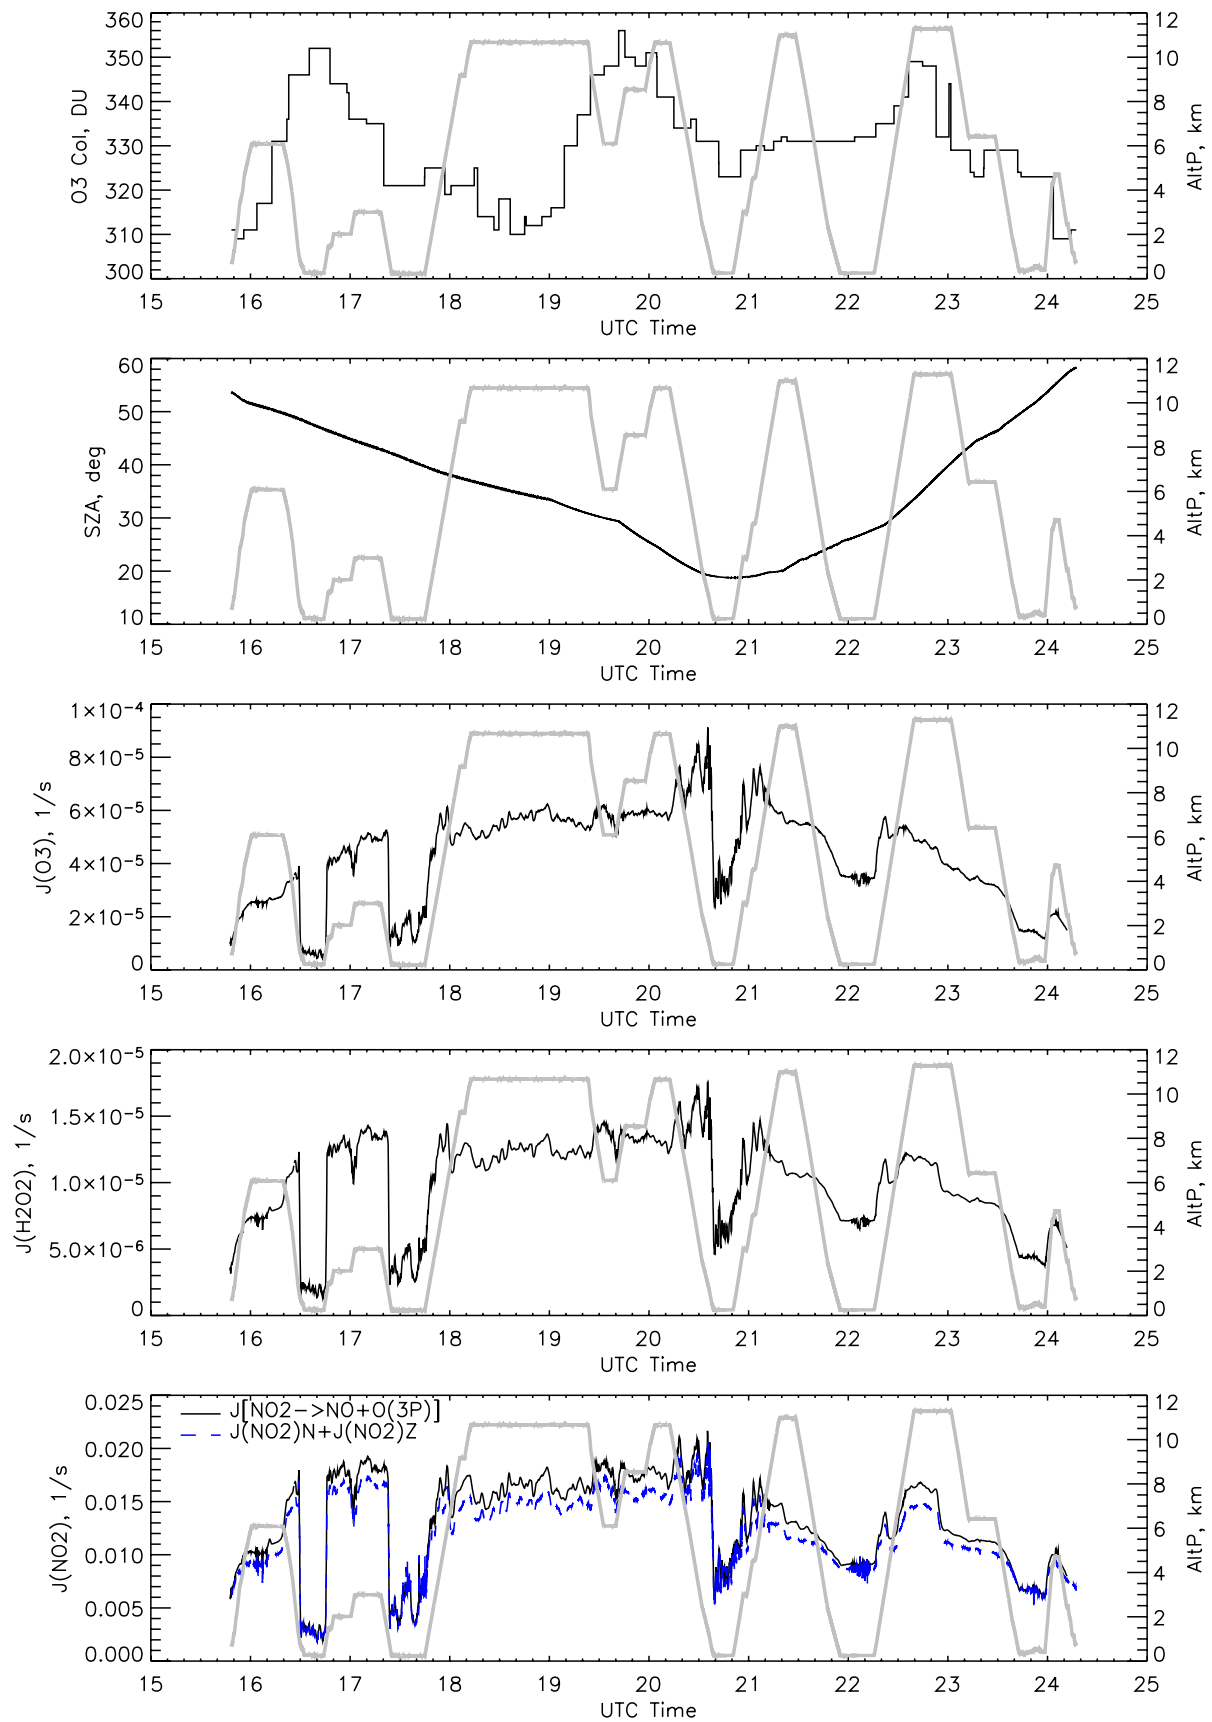 360
350
340
330
320
310
300
O3 Col, DU
12
10
8
6
4
2
0
AltP, km
15 16 17 18 19 20 21 22 23 24 25
UTC Time
60
50
40
30
20
10
SZA, deg
12
10
8
6
4
2
0
AltP, km
15 16 17 18 19 20 21 22 23 24 25
UTC Time
1×10⁻⁴
8×10⁻⁵
6×10⁻⁵
4×10⁻⁵
2×10⁻⁵
0
J(O3), 1/s
12
10
8
6
4
2
0
AltP, km
15 16 17 18 19 20 21 22 23 24 25
UTC Time
2.0×10⁻⁵
1.5×10⁻⁵
1.0×10⁻⁵
5.0×10⁻⁶
0
J(H2O2), 1/s
12
10
8
6
4
2
0
AltP, km
15 16 17 18 19 20 21 22 23 24 25
UTC Time
0.025
0.020
0.015
0.010
0.005
0.000
J(NO2), 1/s
J[NO2->NO+O(3P)]
J(NO2)N+J(NO2)Z
12
10
8
6
4
2
0
AltP, km
15 16 17 18 19 20 21 22 23 24 25
UTC Time